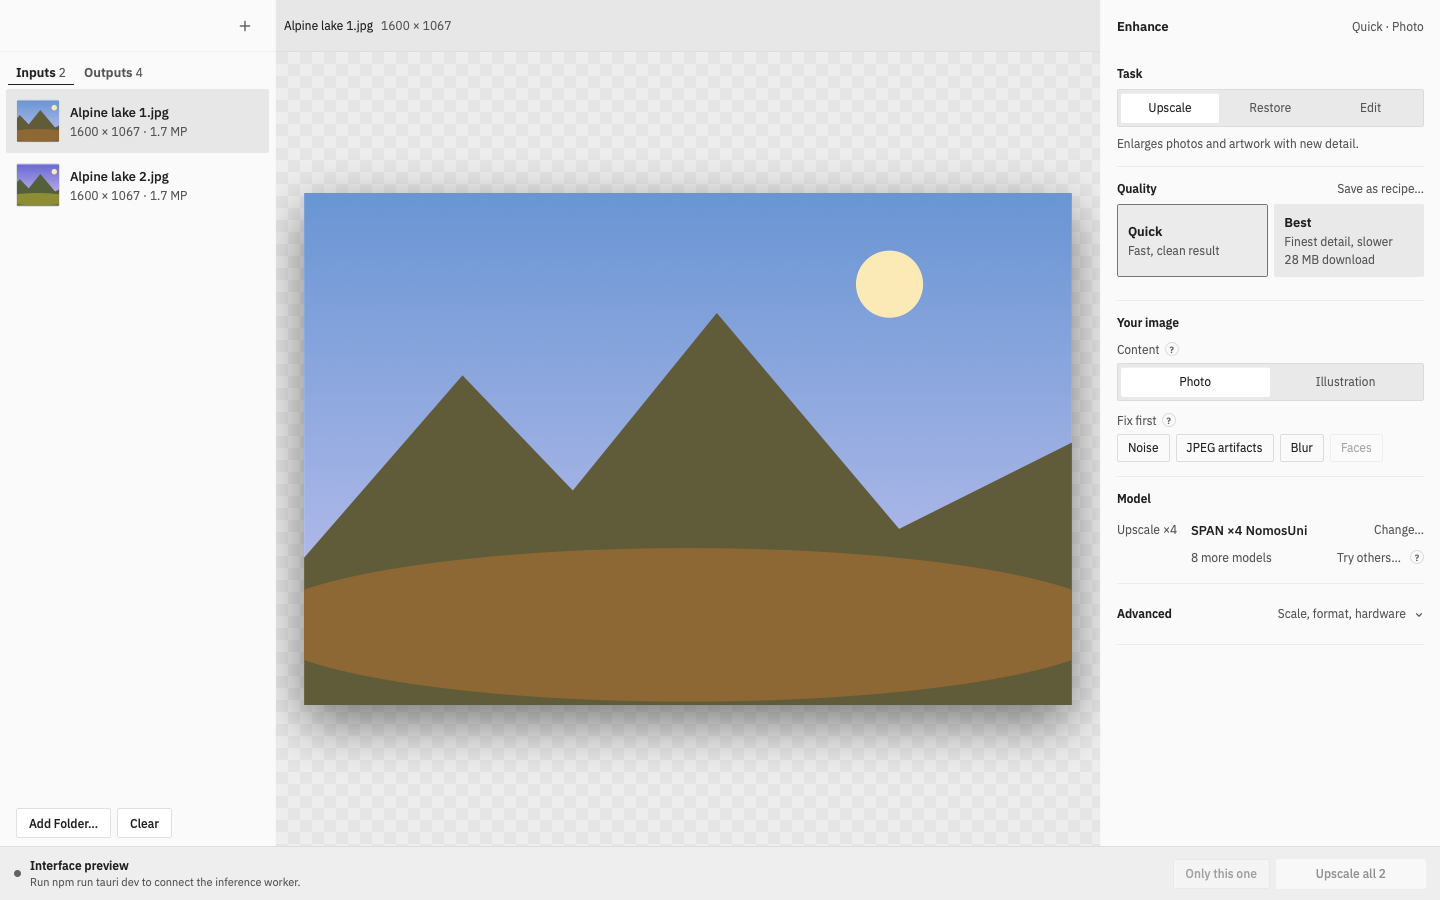 Alpine lake 1.jpg 1600 × 1067
Inputs 2 Outputs 4
Alpine lake 1.jpg
1600 × 1067 · 1.7 MP
Alpine lake 2.jpg
1600 × 1067 · 1.7 MP
Add Folder...
Clear
Enhance
Quick · Photo
Task
Upscale
Restore
Edit
Enlarges photos and artwork with new detail.
Quality
Save as recipe...
Quick
Fast, clean result
Best
Finest detail, slower
28 MB download
Your image
Content ?
Photo
Illustration
Fix first ?
Noise
JPEG artifacts
Blur
Faces
Model
Upscale ×4 SPAN ×4 NomosUni Change...
8 more models Try others... ?
Advanced Scale, format, hardware
Interface preview
Run npm run tauri dev to connect the inference worker.
Only this one
Upscale all 2